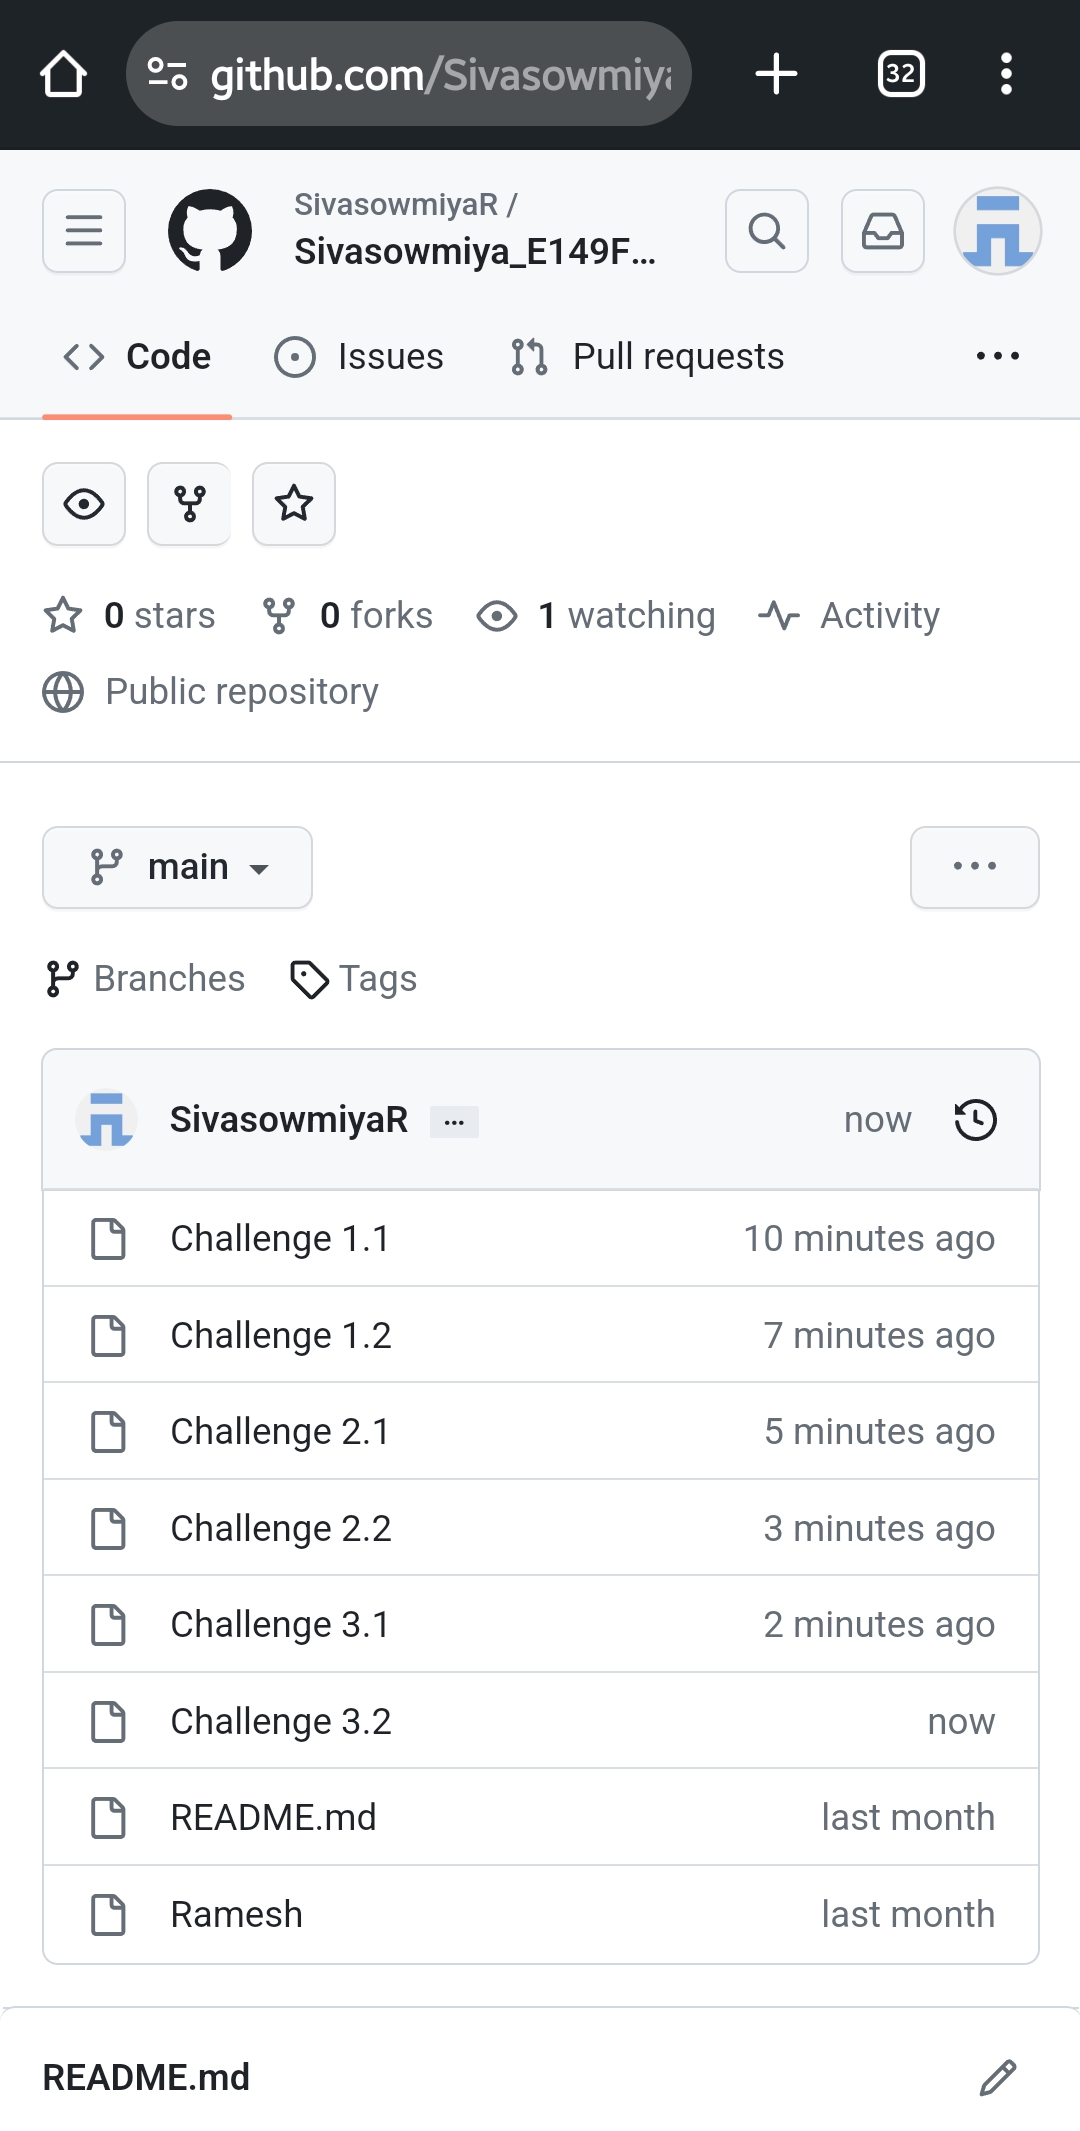 github.com/Sivasowmiya
32
SivasowmiyaR /
Sivasowmiya_E149F...
Code Issues Pull requests
0 stars 0 forks 1 watching Activity
Public repository
main
Branches Tags
SivasowmiyaR now
Challenge 1.1 10 minutes ago
Challenge 1.2 7 minutes ago
Challenge 2.1 5 minutes ago
Challenge 2.2 3 minutes ago
Challenge 3.1 2 minutes ago
Challenge 3.2 now
README.md last month
Ramesh last month
README.md